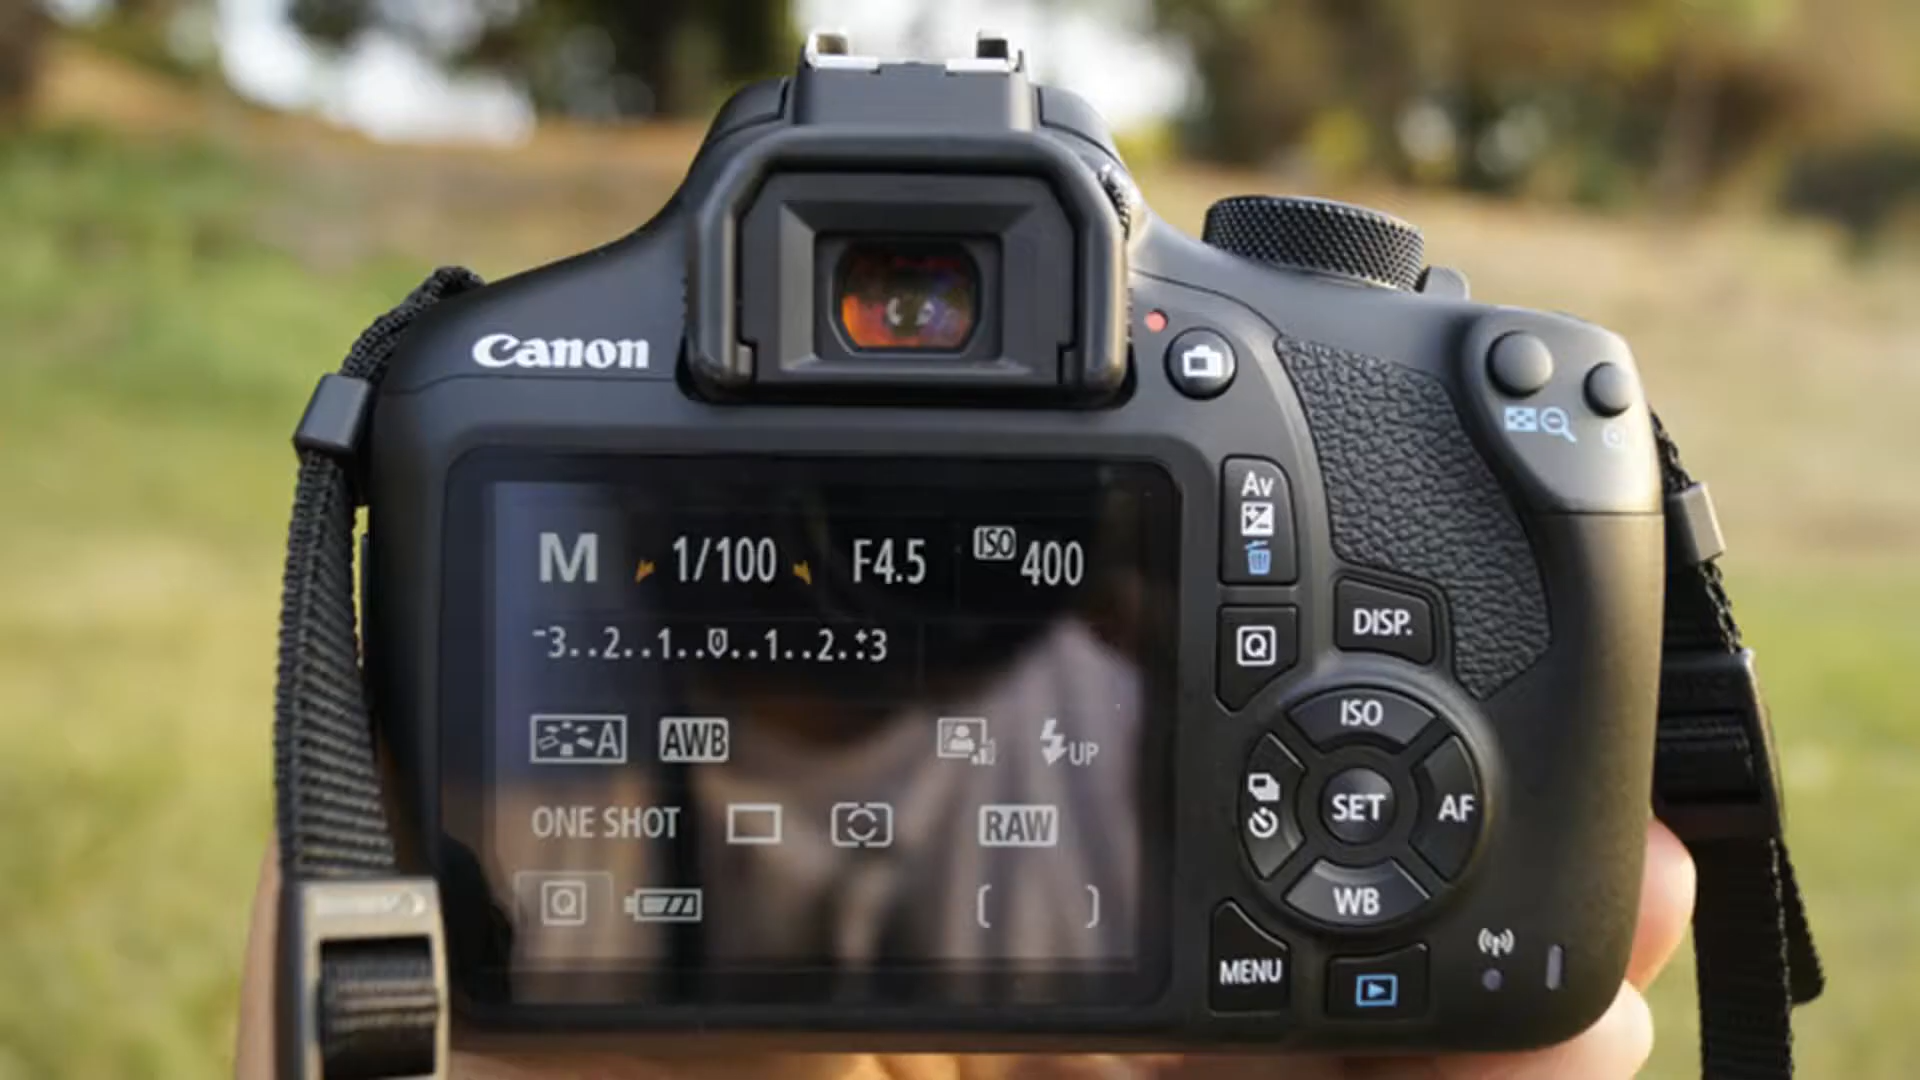 Canon
M 1/100 F4.5 ISO 400
-3..2..1..0..1..2.:+3
A AWB UP
ONE SHOT RAW
Q
[ ]
Av
Q
DISP.
ISO
SET
AF
WB
MENU